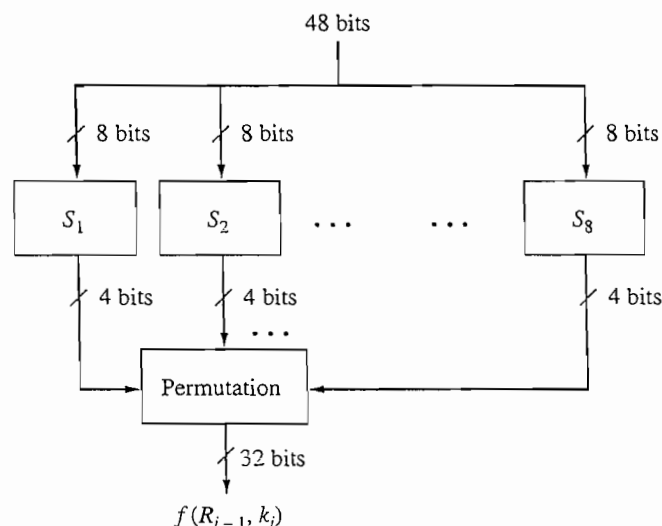 48 bits
8 bits 8 bits 8 bits
S1 S2 ... ... S8
4 bits 4 bits 4 bits
...
Permutation
32 bits
f(Ri−1, ki)